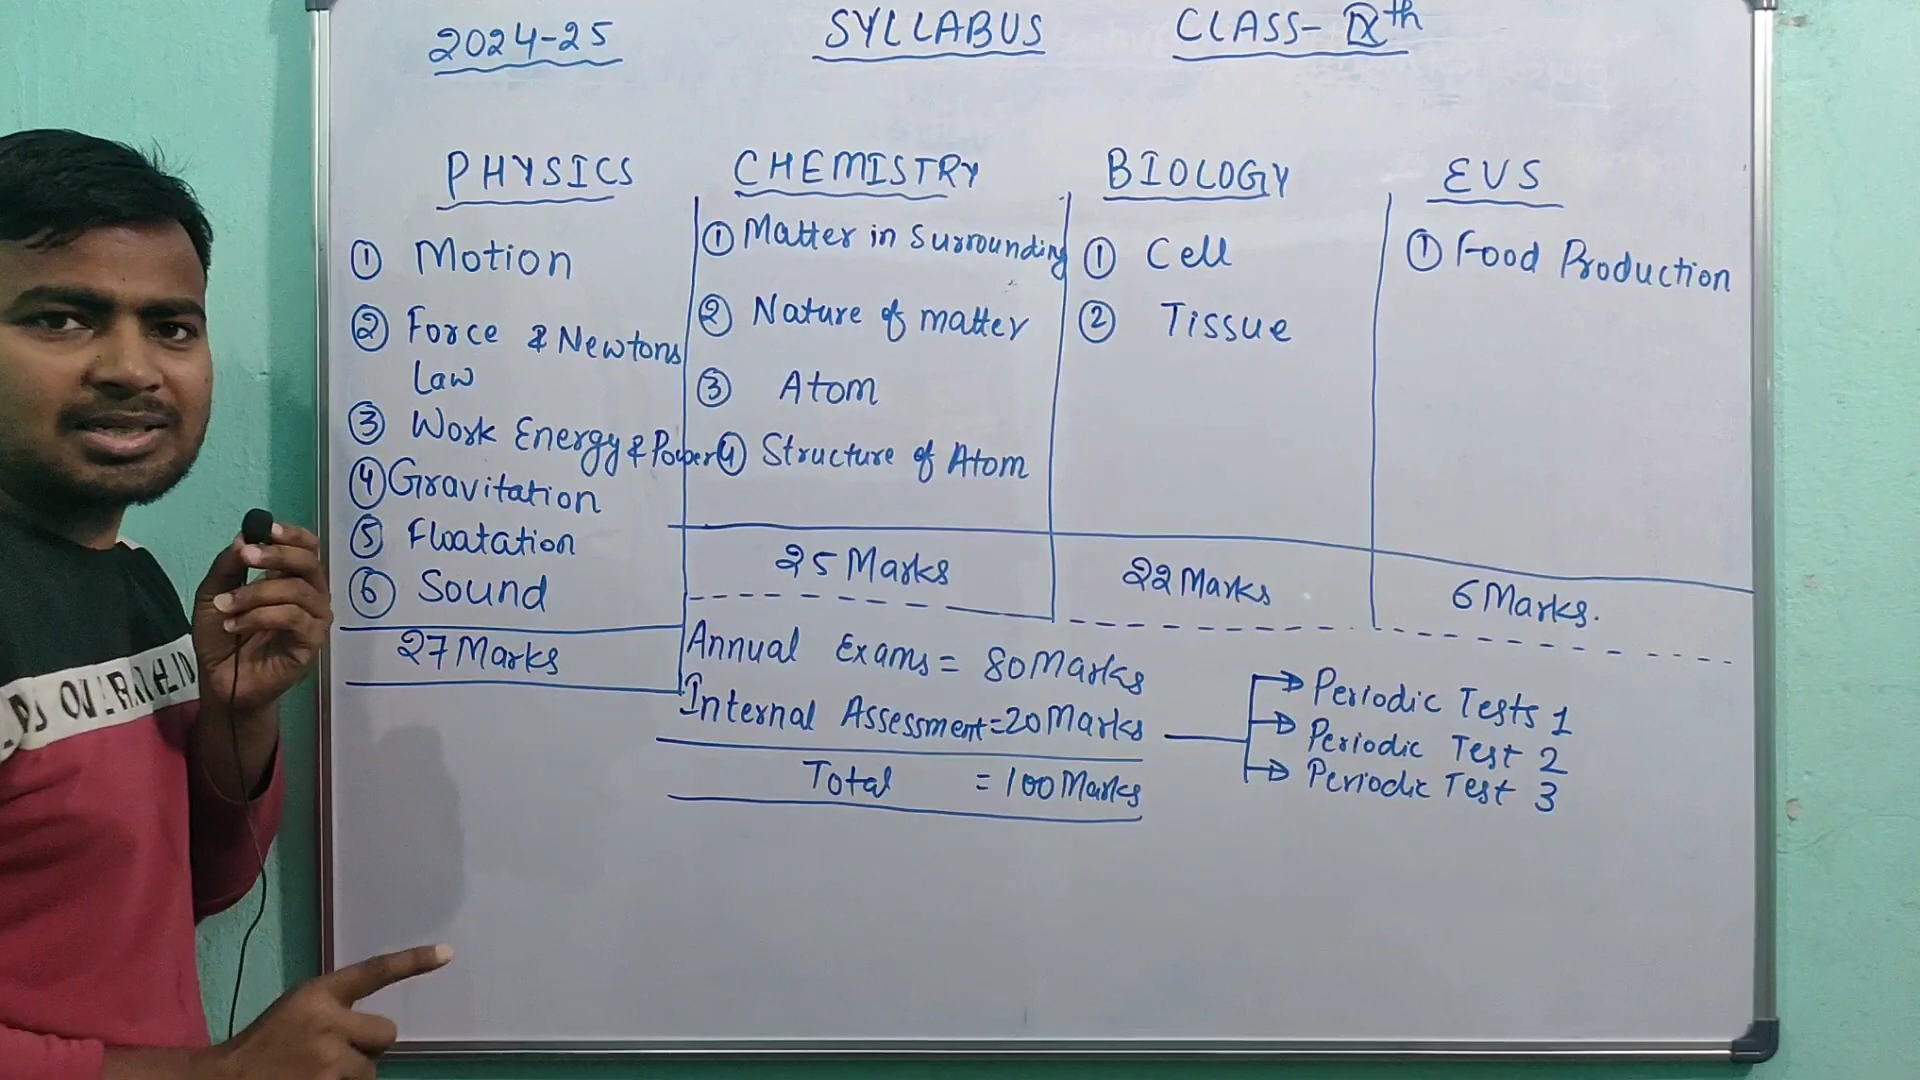 2024-25 SYLLABUS CLASS- IXth
PHYSICS
① Motion
② Force & Newtons
Law
③ Work Energy & Power
④ Gravitation
⑤ Floatation
⑥ Sound
27 Marks
CHEMISTRY
① Matter in Surrounding
② Nature of matter
③ Atom
④ Structure of Atom
25 Marks
BIOLOGY
① Cell
② Tissue
22 Marks
EVS
① Food Production
6 Marks.
Annual Exams = 80 Marks
Internal Assessment = 20 Marks
Total = 100 Marks
Periodic Tests 1
Periodic Test 2
Periodic Test 3